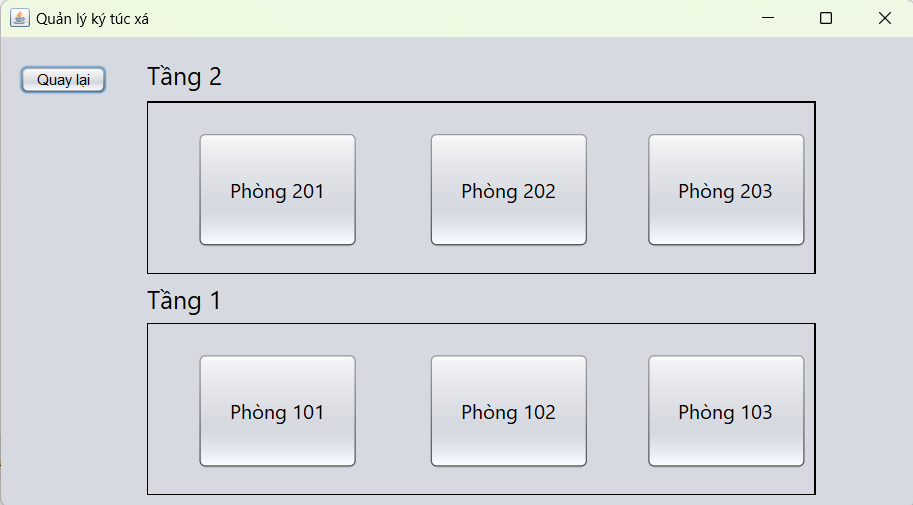 Quản lý ký túc xá
Quay lại
Tầng 2
Phòng 201
Phòng 202
Phòng 203
Tầng 1
Phòng 101
Phòng 102
Phòng 103